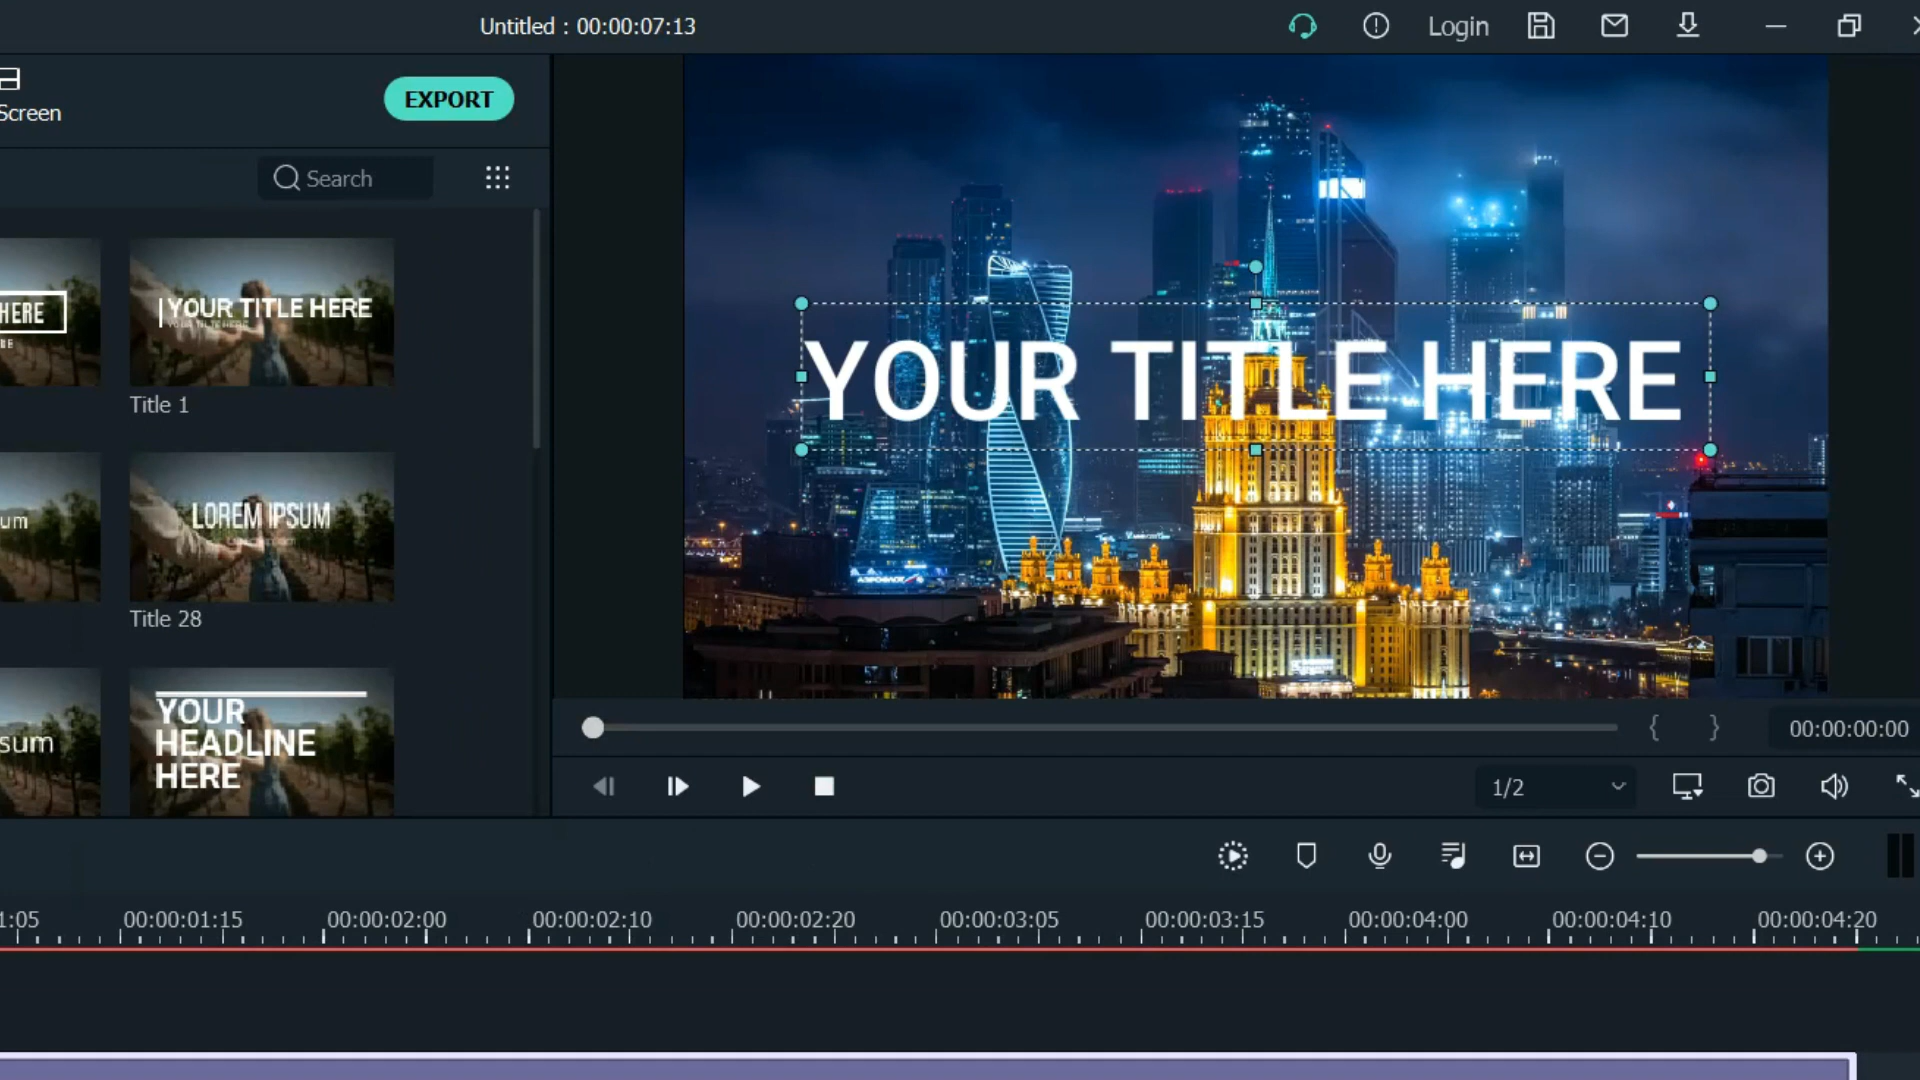 Untitled : 00:00:07:13
Login
Screen
EXPORT
Search
HERE
YOUR TITLE HERE
Title 1
um
LOREM IPSUM
Title 28
sum
YOUR
HEADLINE
HERE
YOUR TITLE HERE
АЭРОФЛОТ
00:00:00:00
1/2
1:05
00:00:01:15
00:00:02:00
00:00:02:10
00:00:02:20
00:00:03:05
00:00:03:15
00:00:04:00
00:00:04:10
00:00:04:20